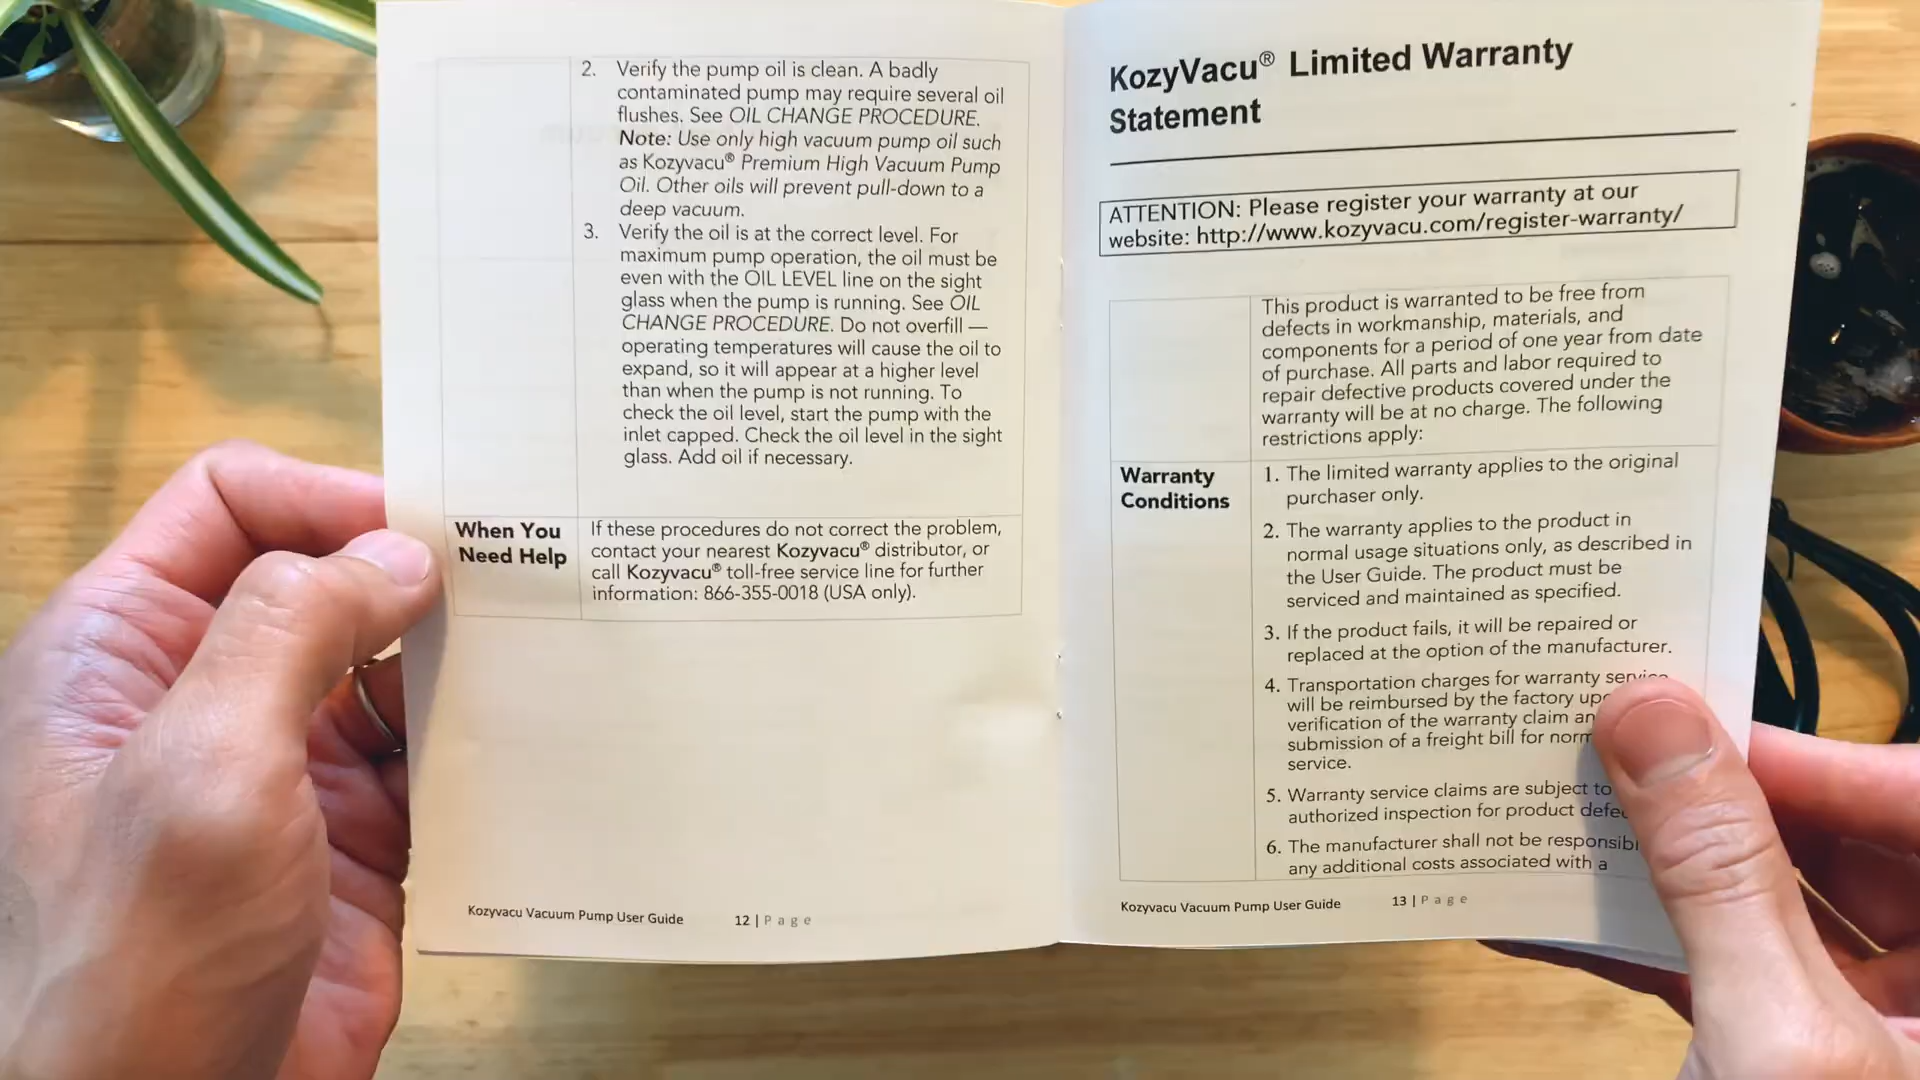 2. Verify the pump oil is clean. A badly
contaminated pump may require several oil
flushes. See OIL CHANGE PROCEDURE.
Note: Use only high vacuum pump oil such
as Kozyvacu® Premium High Vacuum Pump
Oil. Other oils will prevent pull-down to a
deep vacuum.
3. Verify the oil is at the correct level. For
maximum pump operation, the oil must be
even with the OIL LEVEL line on the sight
glass when the pump is running. See OIL
CHANGE PROCEDURE. Do not overfill —
operating temperatures will cause the oil to
expand, so it will appear at a higher level
than when the pump is not running. To
check the oil level, start the pump with the
inlet capped. Check the oil level in the sight
glass. Add oil if necessary.
When You
Need Help
If these procedures do not correct the problem,
contact your nearest Kozyvacu® distributor, or
call Kozyvacu® toll-free service line for further
information: 866-355-0018 (USA only).
Kozyvacu Vacuum Pump User Guide 12 | Page
KozyVacu® Limited Warranty
Statement
ATTENTION: Please register your warranty at our
website: http://www.kozyvacu.com/register-warranty/
This product is warranted to be free from
defects in workmanship, materials, and
components for a period of one year from date
of purchase. All parts and labor required to
repair defective products covered under the
warranty will be at no charge. The following
restrictions apply:
Warranty
Conditions
1. The limited warranty applies to the original
purchaser only.
2. The warranty applies to the product in
normal usage situations only, as described in
the User Guide. The product must be
serviced and maintained as specified.
3. If the product fails, it will be repaired or
replaced at the option of the manufacturer.
4. Transportation charges for warranty service
will be reimbursed by the factory
verification of the warranty claim
submission of a freight bill for
service.
5. Warranty service claims are subject to
authorized inspection for product
6. The manufacturer shall not be
any additional costs associated with a
Kozyvacu Vacuum Pump User Guide 13 | Page